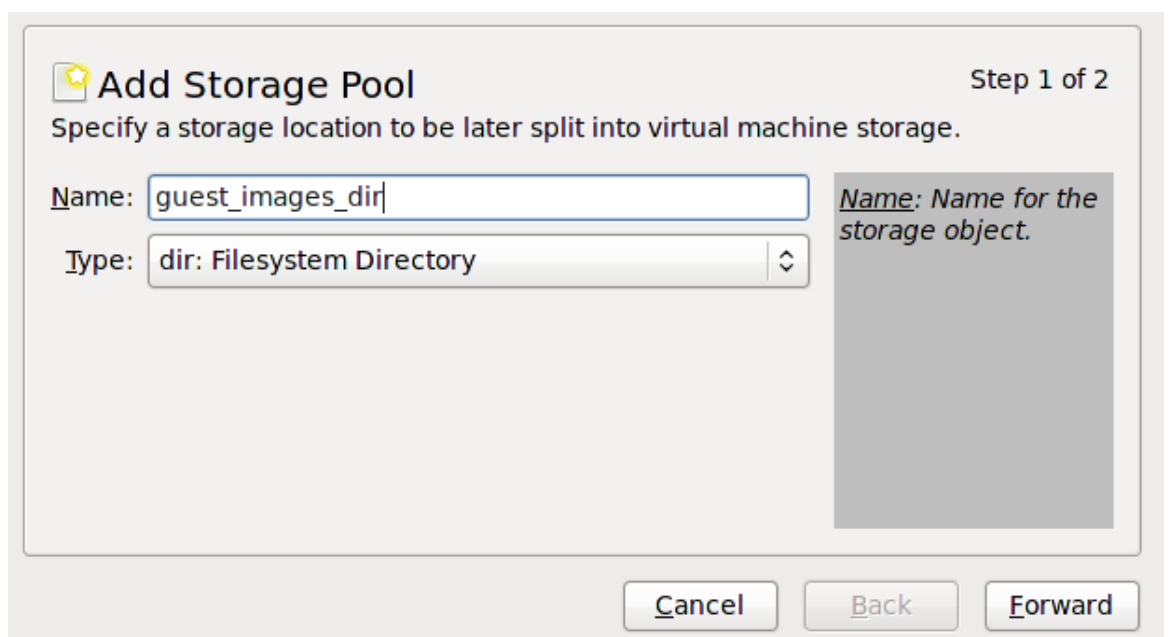 Add Storage Pool
Step 1 of 2
Specify a storage location to be later split into virtual machine storage.
Name: guest_images_dir
Type: dir: Filesystem Directory
Name: Name for the
storage object.
Cancel
Back
Forward